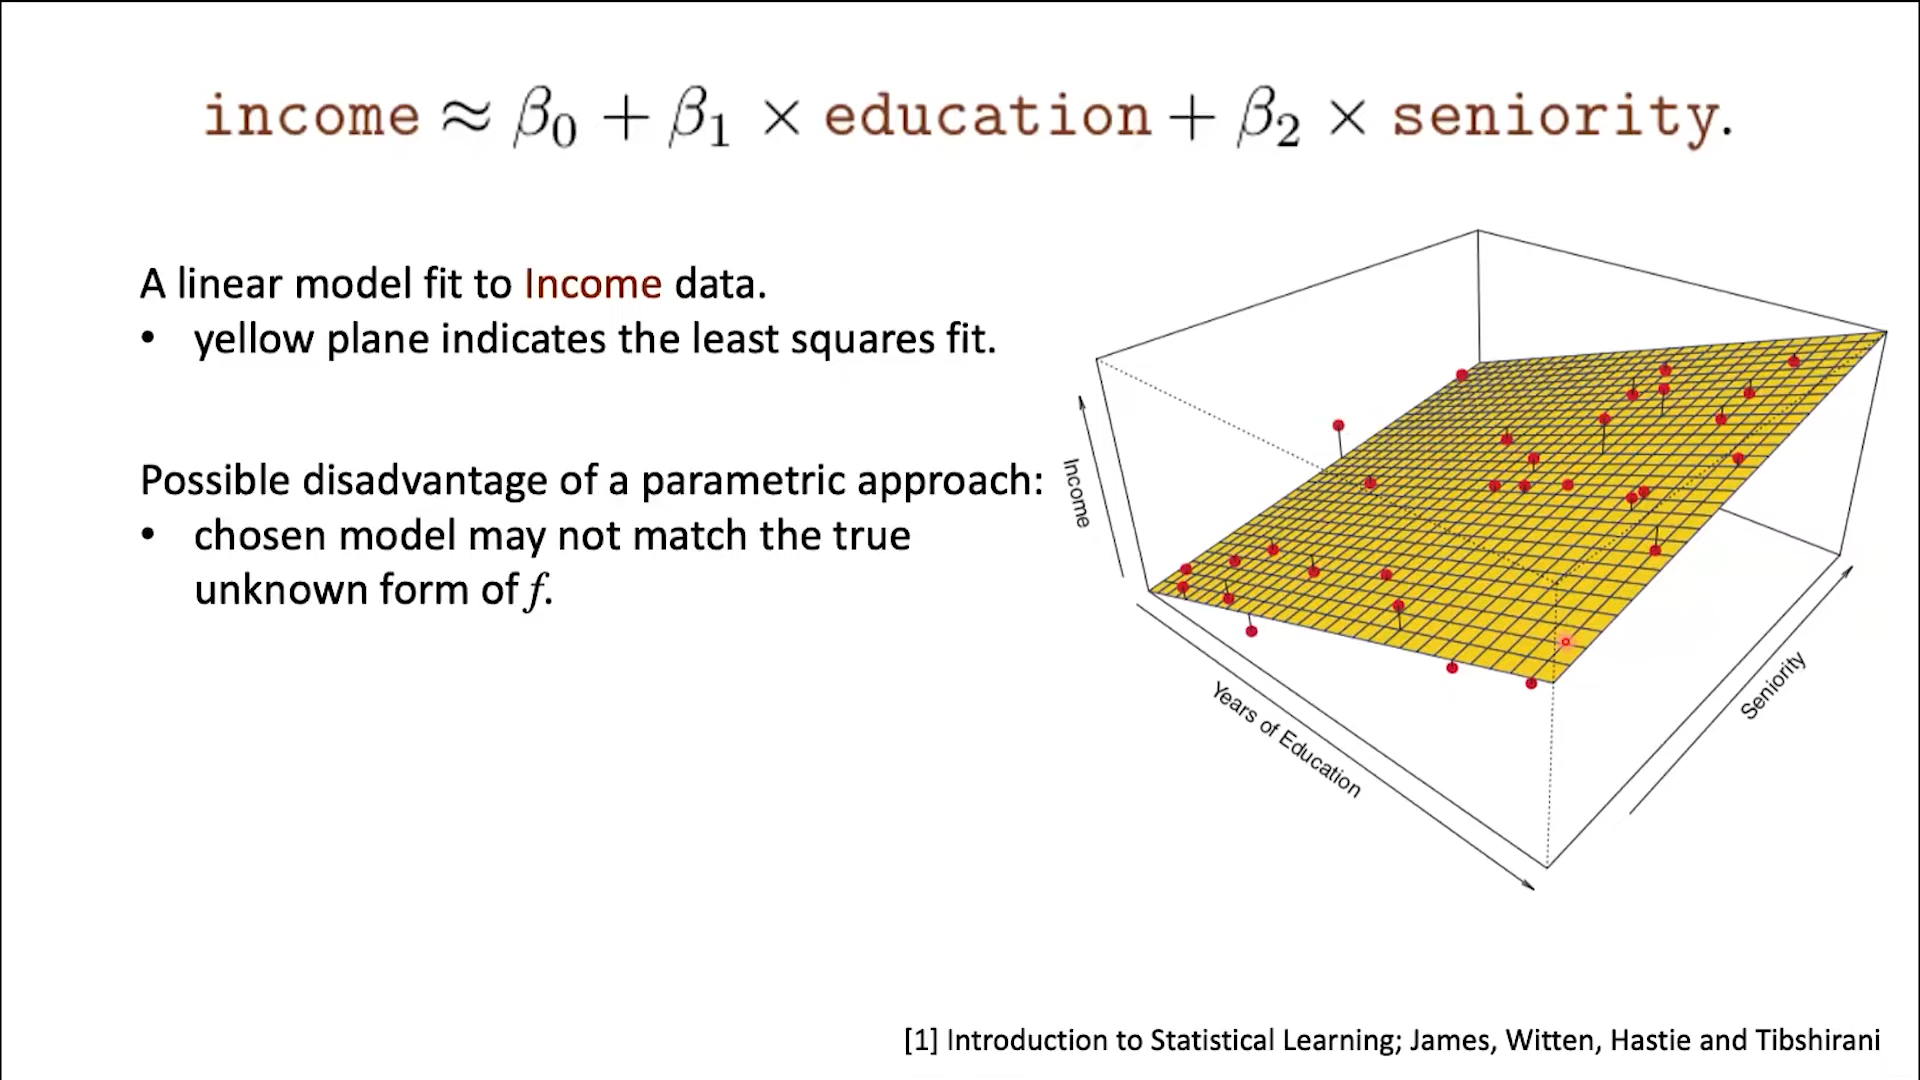 income ≈ β₀ + β₁ × education + β₂ × seniority.
A linear model fit to Income data.
• yellow plane indicates the least squares fit.
Possible disadvantage of a parametric approach:
• chosen model may not match the true
unknown form of f.
Income
Years of Education
Seniority
[1] Introduction to Statistical Learning; James, Witten, Hastie and Tibshirani